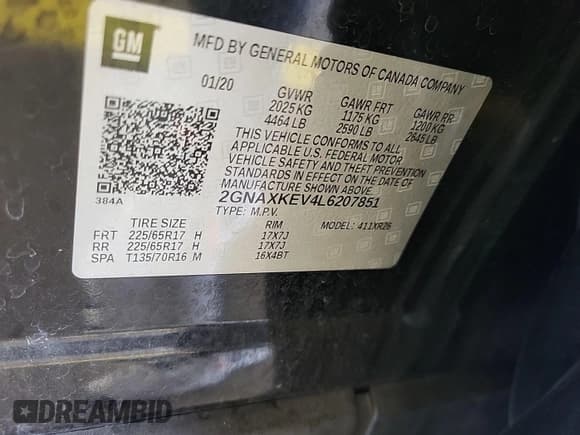 GM
MFD BY GENERAL MOTORS OF CANADA COMPANY
01/20
GVWR GAWR FRT GAWR RR
2025 KG 1175 KG 1200 KG
4464 LB 2590 LB 2645 LB
THIS VEHICLE CONFORMS TO ALL
APPLICABLE U.S. FEDERAL MOTOR
VEHICLE SAFETY AND THEFT PREVENTION
STANDARDS IN EFFECT ON THE DATE OF
MANUFACTURE SHOWN ABOVE.
384A
2GNAXKEV4L6207851
TYPE: M.P.V. MODEL: 411XR26
TIRE SIZE RIM
FRT 225/65R17 H 17X7J
RR 225/65R17 H 17X7J
SPA T135/70R16 M 16X4BT
DREAMBID